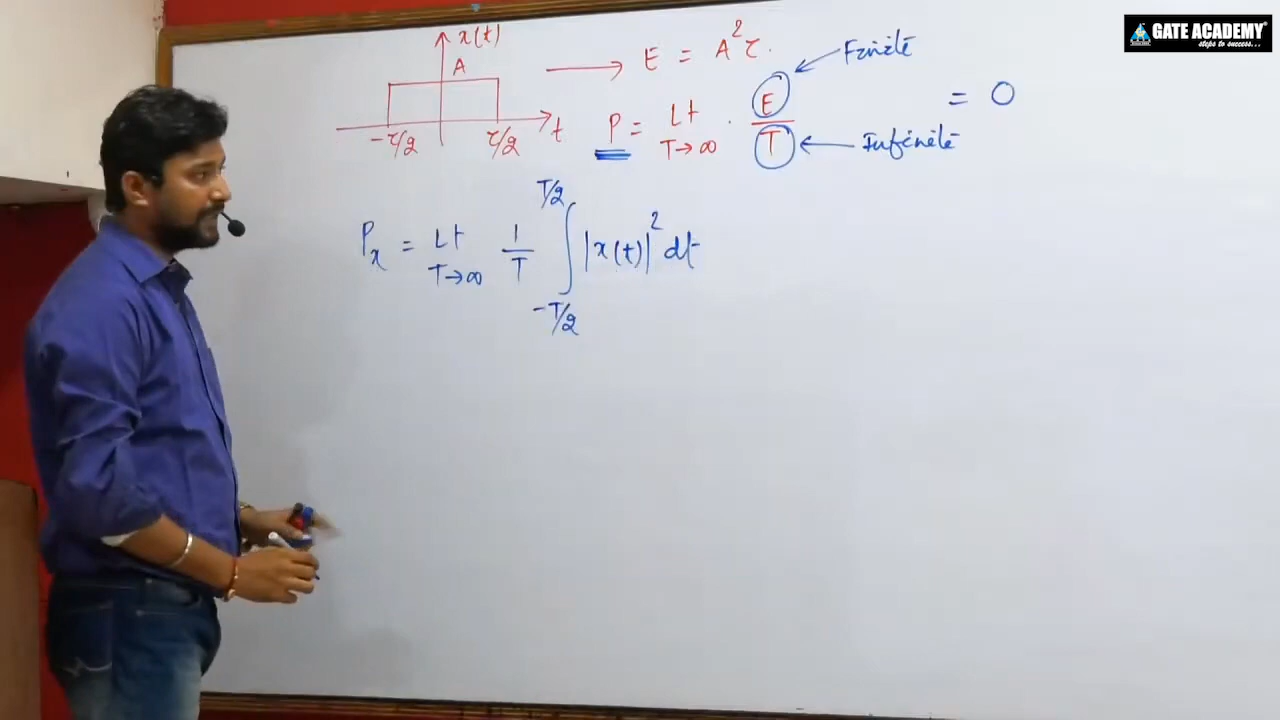 GATE ACADEMY
steps to success...
x(t)
A
-τ/2 τ/2 t
E = A²τ.
Finite
P = Lt T→∞ . E/T = 0
Infinite
Pₓ = Lt T→∞ 1/T ∫_{-T/2}^{T/2} |x(t)|² dt